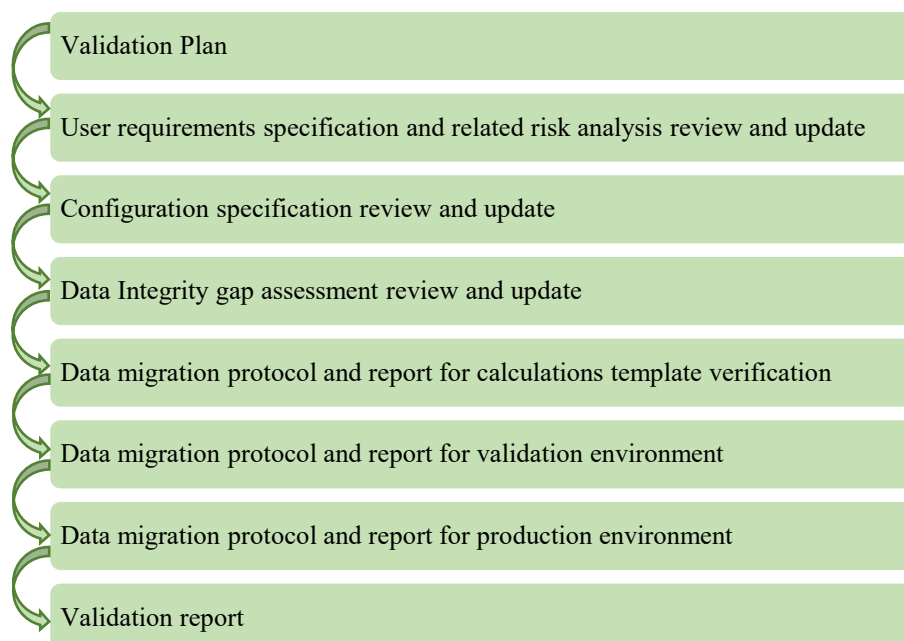 Validation Plan
User requirements specification and related risk analysis review and update
Configuration specification review and update
Data Integrity gap assessment review and update
Data migration protocol and report for calculations template verification
Data migration protocol and report for validation environment
Data migration protocol and report for production environment
Validation report